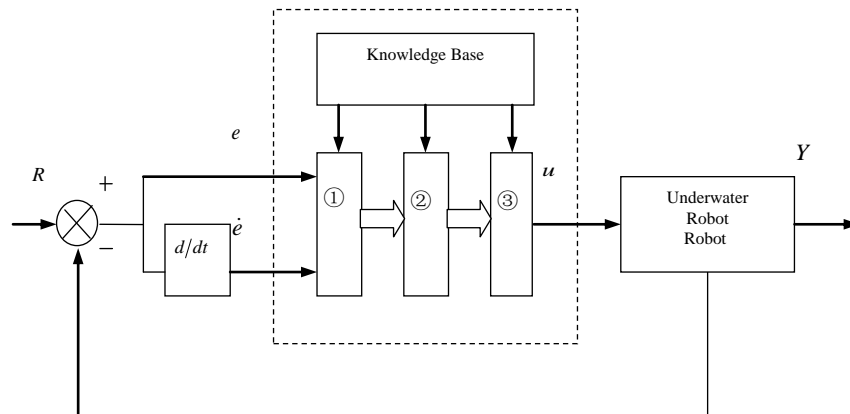 Knowledge Base
e
R
+
−
d/dt
ė
①
②
③
u
Underwater
Robot
Robot
Y